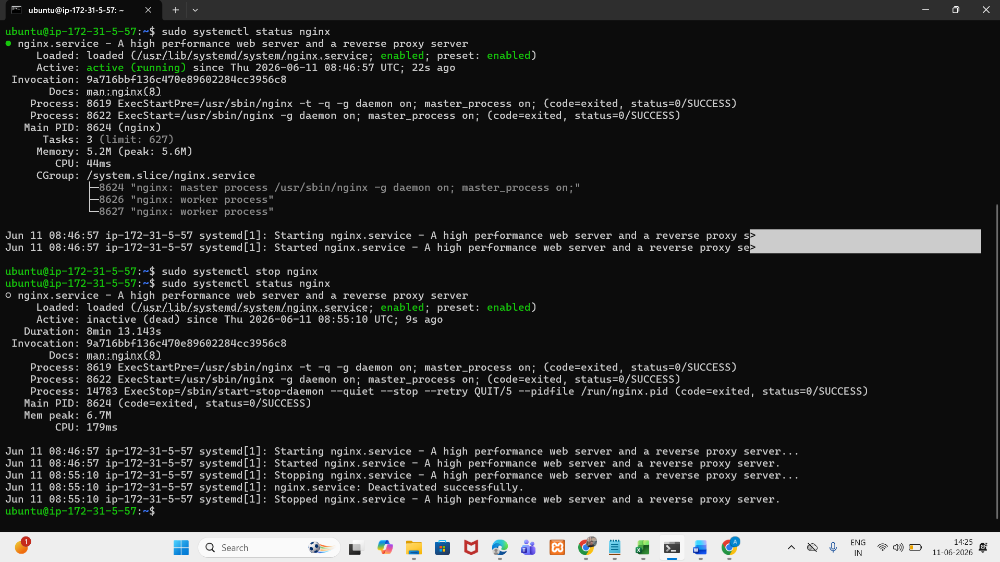 ubuntu@ip-172-31-5-57: ~
ubuntu@ip-172-31-5-57:~$ sudo systemctl status nginx
● nginx.service - A high performance web server and a reverse proxy server
Loaded: loaded (/usr/lib/systemd/system/nginx.service; enabled; preset: enabled)
Active: active (running) since Thu 2026-06-11 08:46:57 UTC; 22s ago
Invocation: 9a716bbf136c470e89602284cc3956c8
Docs: man:nginx(8)
Process: 8619 ExecStartPre=/usr/sbin/nginx -t -q -g daemon on; master_process on; (code=exited, status=0/SUCCESS)
Process: 8622 ExecStart=/usr/sbin/nginx -g daemon on; master_process on; (code=exited, status=0/SUCCESS)
Main PID: 8624 (nginx)
Tasks: 3 (limit: 627)
Memory: 5.2M (peak: 5.6M)
CPU: 44ms
CGroup: /system.slice/nginx.service
├─8624 "nginx: master process /usr/sbin/nginx -g daemon on; master_process on;"
├─8626 "nginx: worker process"
└─8627 "nginx: worker process"
Jun 11 08:46:57 ip-172-31-5-57 systemd[1]: Starting nginx.service - A high performance web server and a reverse proxy s>
Jun 11 08:46:57 ip-172-31-5-57 systemd[1]: Started nginx.service - A high performance web server and a reverse proxy se>
ubuntu@ip-172-31-5-57:~$ sudo systemctl stop nginx
ubuntu@ip-172-31-5-57:~$ sudo systemctl status nginx
○ nginx.service - A high performance web server and a reverse proxy server
Loaded: loaded (/usr/lib/systemd/system/nginx.service; enabled; preset: enabled)
Active: inactive (dead) since Thu 2026-06-11 08:55:10 UTC; 9s ago
Duration: 8min 13.143s
Invocation: 9a716bbf136c470e89602284cc3956c8
Docs: man:nginx(8)
Process: 8619 ExecStartPre=/usr/sbin/nginx -t -q -g daemon on; master_process on; (code=exited, status=0/SUCCESS)
Process: 8622 ExecStart=/usr/sbin/nginx -g daemon on; master_process on; (code=exited, status=0/SUCCESS)
Process: 14783 ExecStop=/sbin/start-stop-daemon --quiet --stop --retry QUIT/5 --pidfile /run/nginx.pid (code=exited, status=0/SUCCESS)
Main PID: 8624 (code=exited, status=0/SUCCESS)
Mem peak: 6.7M
CPU: 179ms
Jun 11 08:46:57 ip-172-31-5-57 systemd[1]: Starting nginx.service - A high performance web server and a reverse proxy server...
Jun 11 08:46:57 ip-172-31-5-57 systemd[1]: Started nginx.service - A high performance web server and a reverse proxy server.
Jun 11 08:55:10 ip-172-31-5-57 systemd[1]: Stopping nginx.service - A high performance web server and a reverse proxy server...
Jun 11 08:55:10 ip-172-31-5-57 systemd[1]: nginx.service: Deactivated successfully.
Jun 11 08:55:10 ip-172-31-5-57 systemd[1]: Stopped nginx.service - A high performance web server and a reverse proxy server.
ubuntu@ip-172-31-5-57:~$
1
Search
A
ENG
IN
14:25
11-06-2026